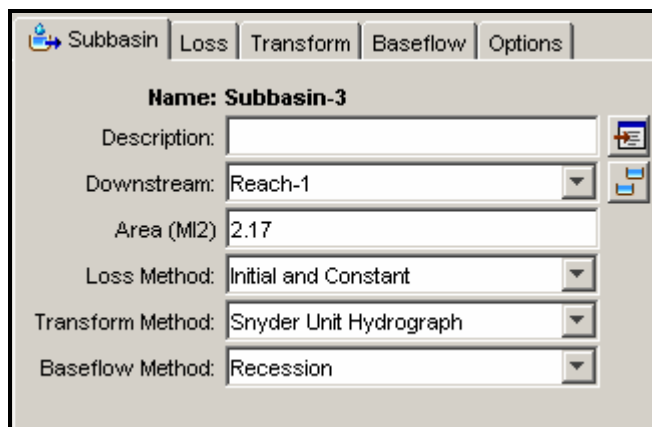 Subbasin Loss Transform Baseflow Options
Name: Subbasin-3
Description:
Downstream: Reach-1
Area (MI2) 2.17
Loss Method: Initial and Constant
Transform Method: Snyder Unit Hydrograph
Baseflow Method: Recession